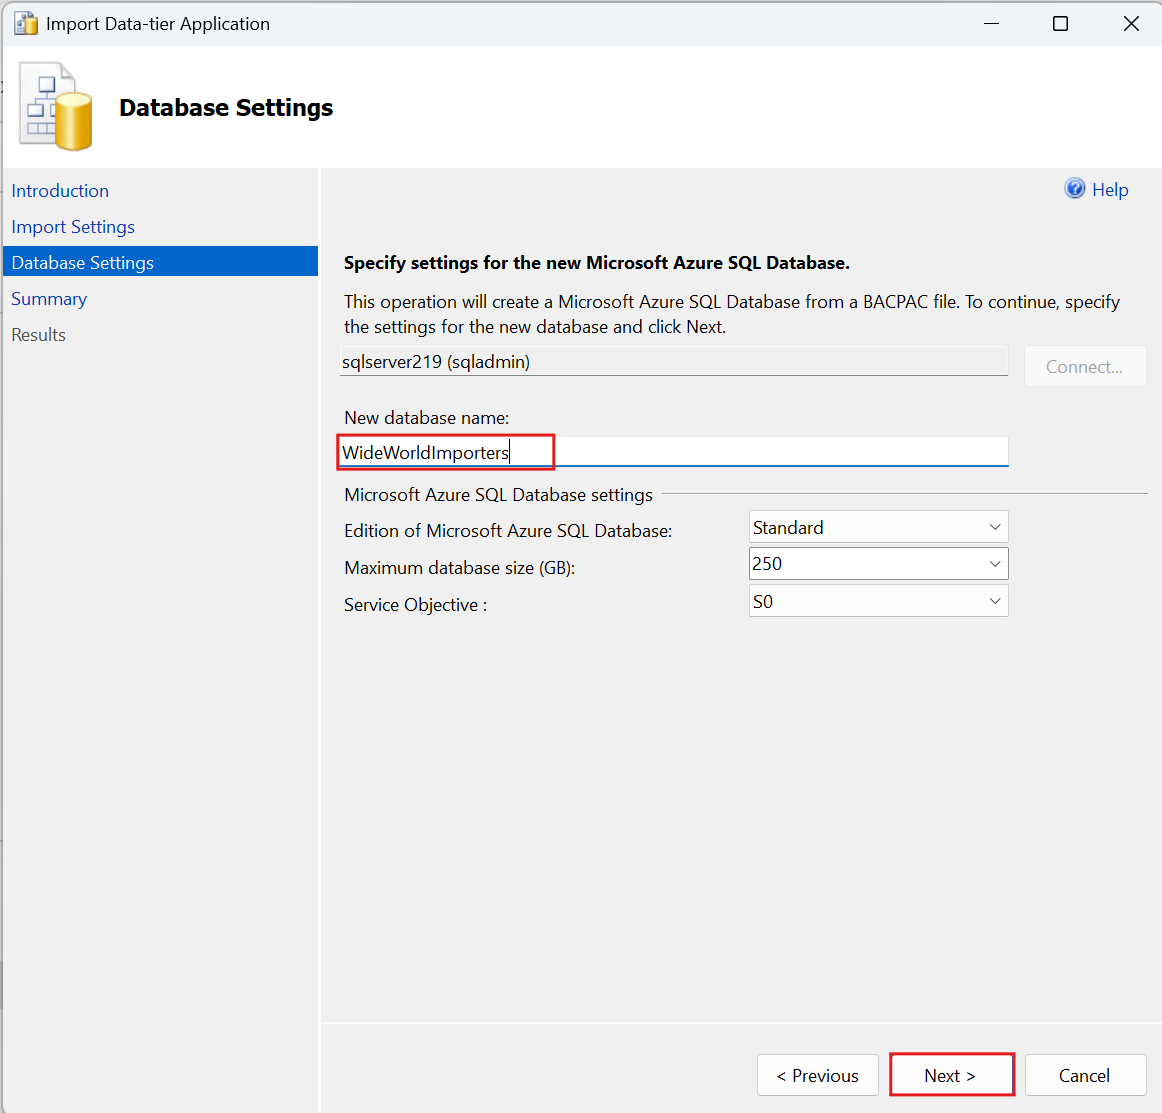 Import Data-tier Application
Database Settings
Introduction
Import Settings
Database Settings
Summary
Results
Help
Specify settings for the new Microsoft Azure SQL Database.
This operation will create a Microsoft Azure SQL Database from a BACPAC file. To continue, specify
the settings for the new database and click Next.
sqlserver219 (sqladmin)
Connect...
New database name:
WideWorldImporters
Microsoft Azure SQL Database settings
Edition of Microsoft Azure SQL Database:
Standard
Maximum database size (GB):
250
Service Objective :
S0
< Previous
Next >
Cancel